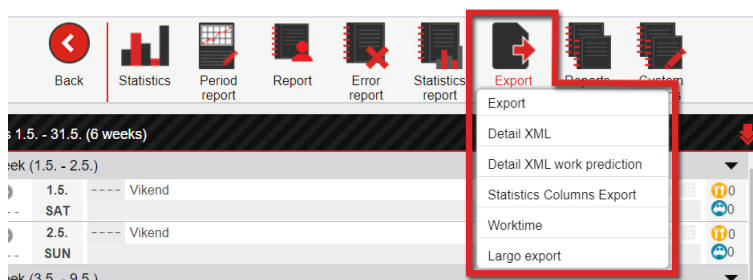 Back
Statistics
Period
report
Report
Error
report
Statistics
report
Export
Reports
Custom
Export
Detail XML
Detail XML work prediction
Statistics Columns Export
Worktime
Largo export
1.5. - 31.5. (6 weeks)
(1.5. - 2.5.)
1.5. ---- Vikend 0
SAT 0
2.5. ---- Vikend 0
SUN 0
(3.5. - 9.5.)